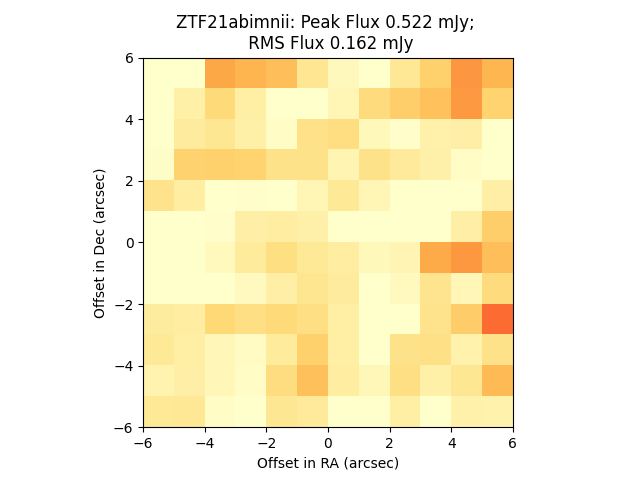 ZTF21abimnii: Peak Flux 0.522 mJy;
RMS Flux 0.162 mJy
6
4
2
0
−2
−4
−6
Offset in Dec (arcsec)
−6 −4 −2 0 2 4 6
Offset in RA (arcsec)